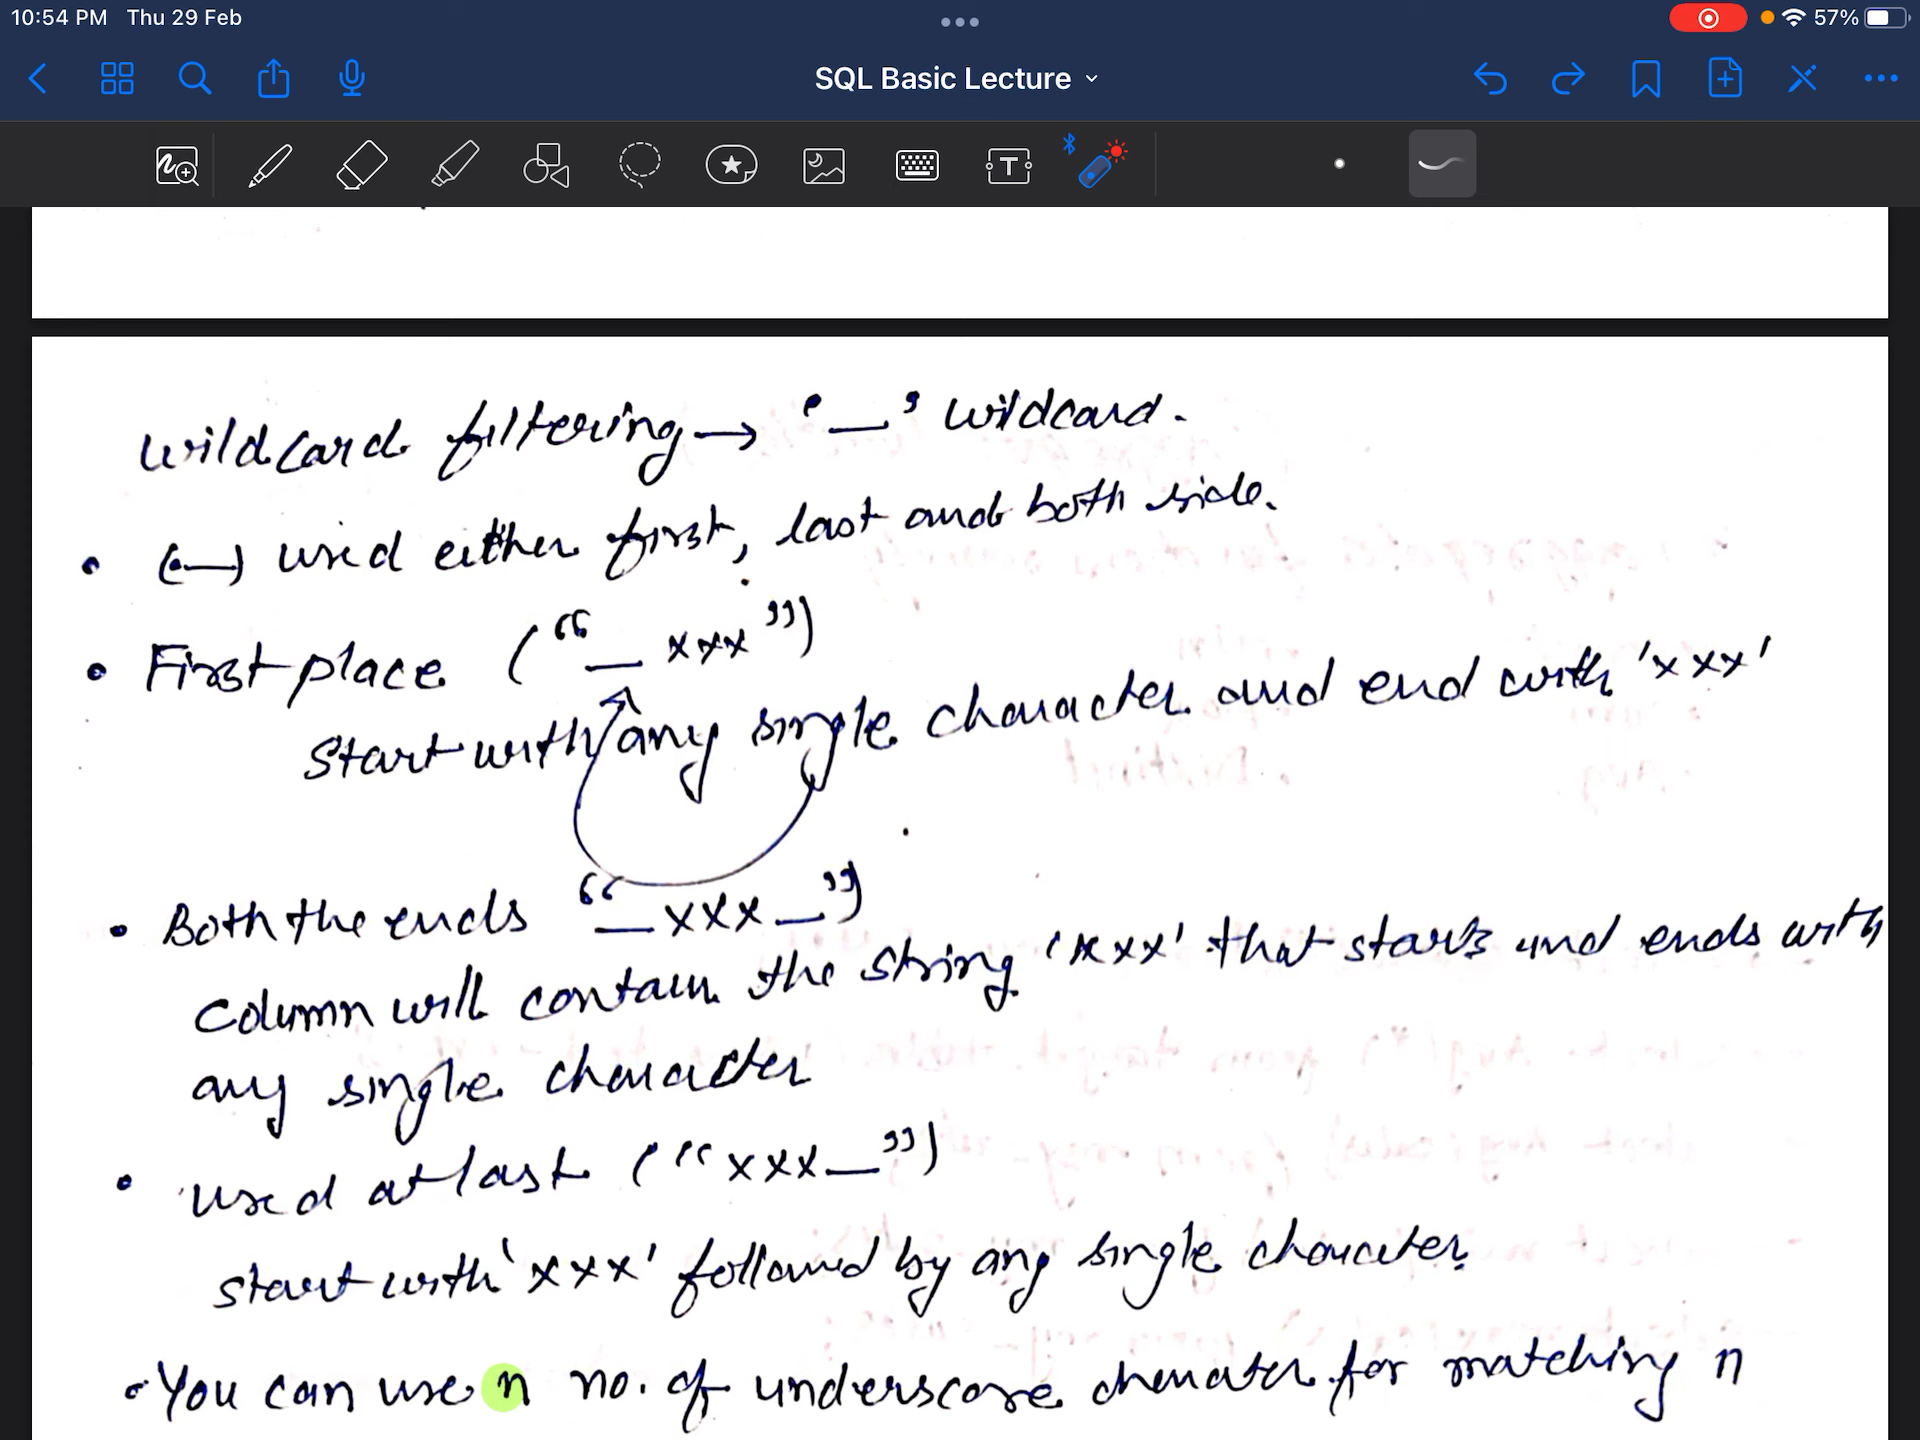 10:54 PM Thu 29 Feb
57%
SQL Basic Lecture
T
wildcard filtering → '_' wildcard.
• (_) used either first, last and both side.
• First place ("_xxx")
Start with any single character and end with 'xxx'
• Both the ends "_xxx_")
Column will contain the string 'xxx' that starts and ends with
any single character
• used at last ("xxx_")
start with 'xxx' followed by any single character.
• You can use n no. of underscore character for matching n